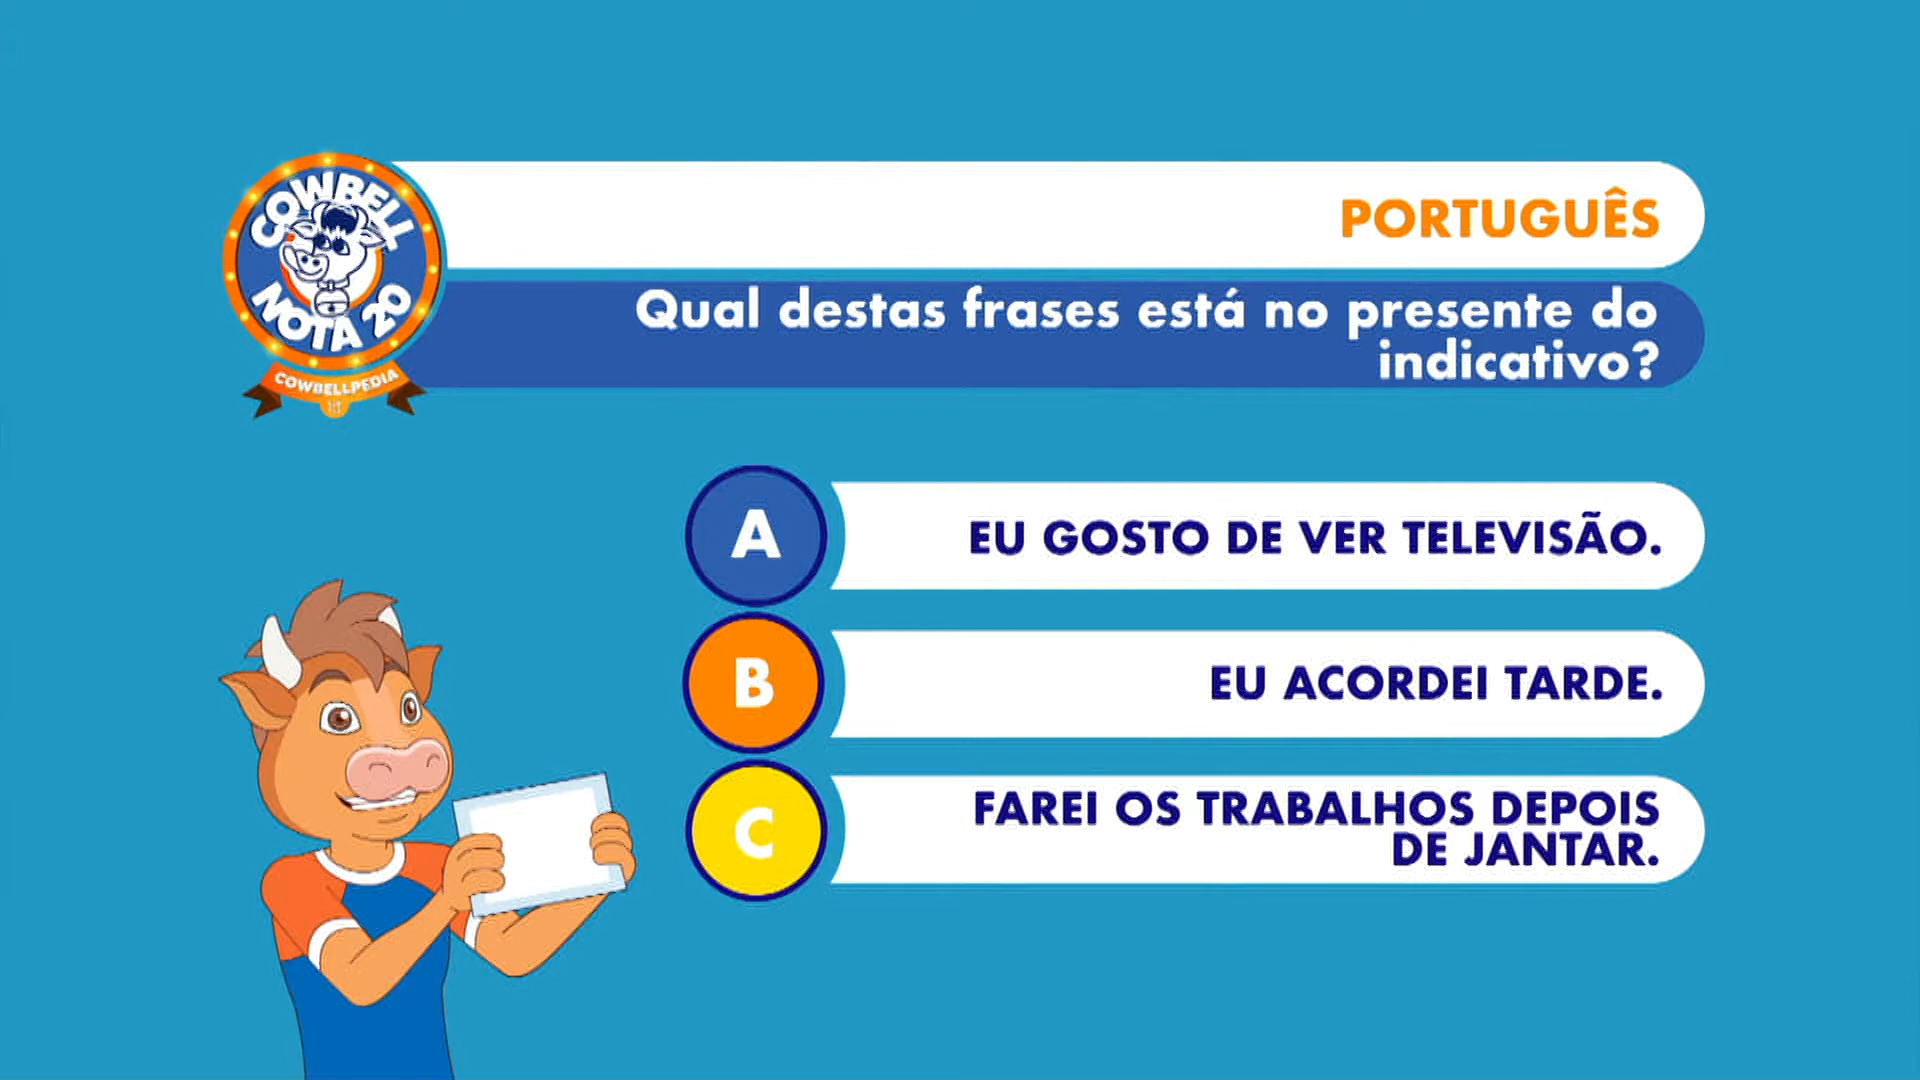 COWBELL
NOTA 20
COWBELLPEDIA
PORTUGUÊS
Qual destas frases está no presente do
indicativo?
A
EU GOSTO DE VER TELEVISÃO.
B
EU ACORDEI TARDE.
C
FAREI OS TRABALHOS DEPOIS
DE JANTAR.